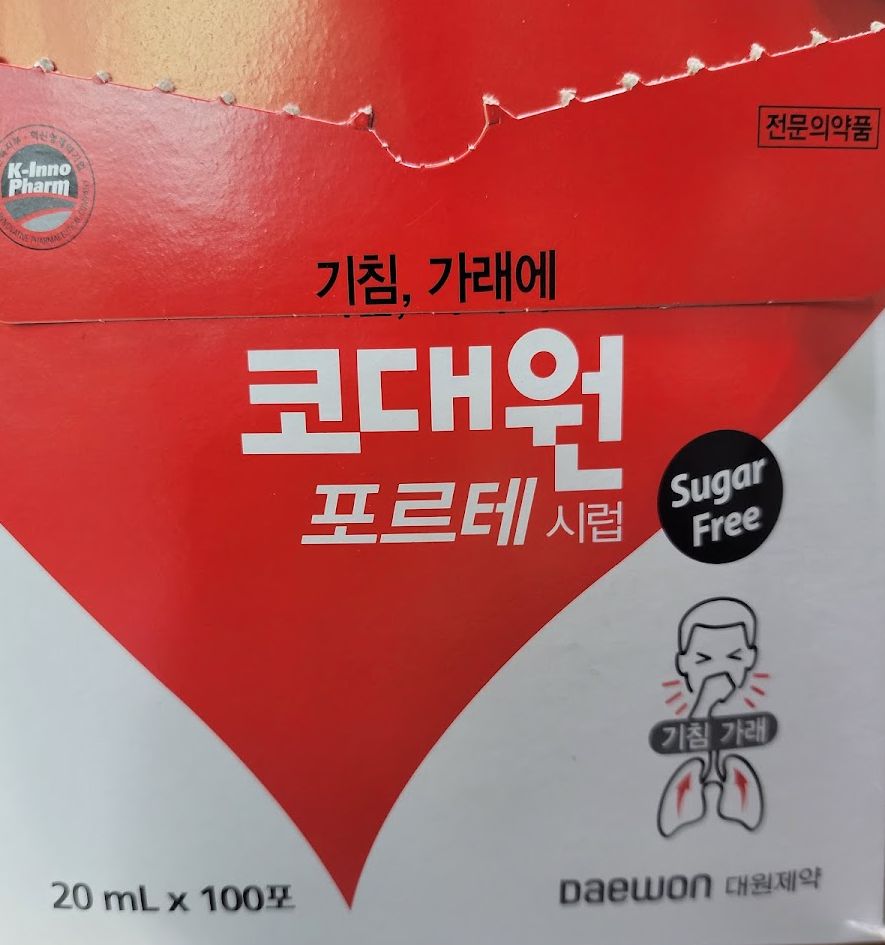 전문의약품
K-Inno
Pharm
기침, 가래에
코대원
포르테 시럽
Sugar
Free
기침 가래
20 mL x 100포
Daewon 대원제약